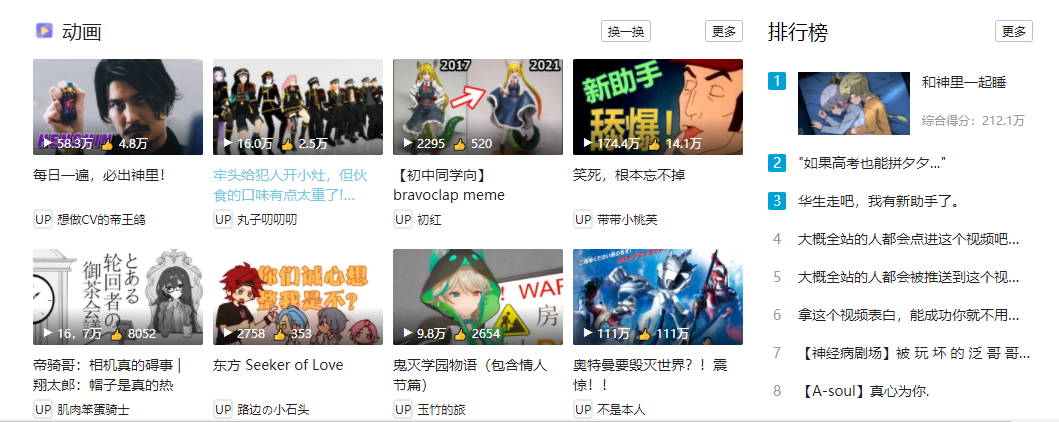 动画
换一换
更多
2017
2021
新助手
舔惺！
58.3万 4.8万
16.0万 2.5万
2295 520
174.4万 14.1万
每日一遍，必出神里！
牢头给犯人开小灶，但伙
食的口味有点太重了!...
【初中同学向】
bravoclap meme
笑死，根本忘不掉
UP 想做CV的帝王鸽
UP 丸子叨叨叨
UP 初红
UP 带带小桃芙
とある
轮回者の
御茶会議
你们诚心想
整我是不?
WAR
房
16，7万 8052
2758 353
9.8万 2654
111万 111万
帝骑哥：相机真的碍事 |
翔太郎：帽子是真的热
东方 Seeker of Love
鬼灭学园物语（包含情人
节篇）
奥特曼要毁灭世界？！震
惊！！
UP 肌肉笨蛋骑士
UP 路边の小石头
UP 玉竹的旅
UP 不是本人
排行榜
更多
1 和神里一起睡
综合得分：212.1万
2 "如果高考也能拼夕夕..."
3 华生走吧，我有新助手了。
4 大概全站的人都会点进这个视频吧...
5 大概全站的人都会被推送到这个视...
6 拿这个视频表白，能成功你就不用...
7 【神经病剧场】被 玩 坏 的 泛 哥 哥...
8 【A-soul】真心为你.